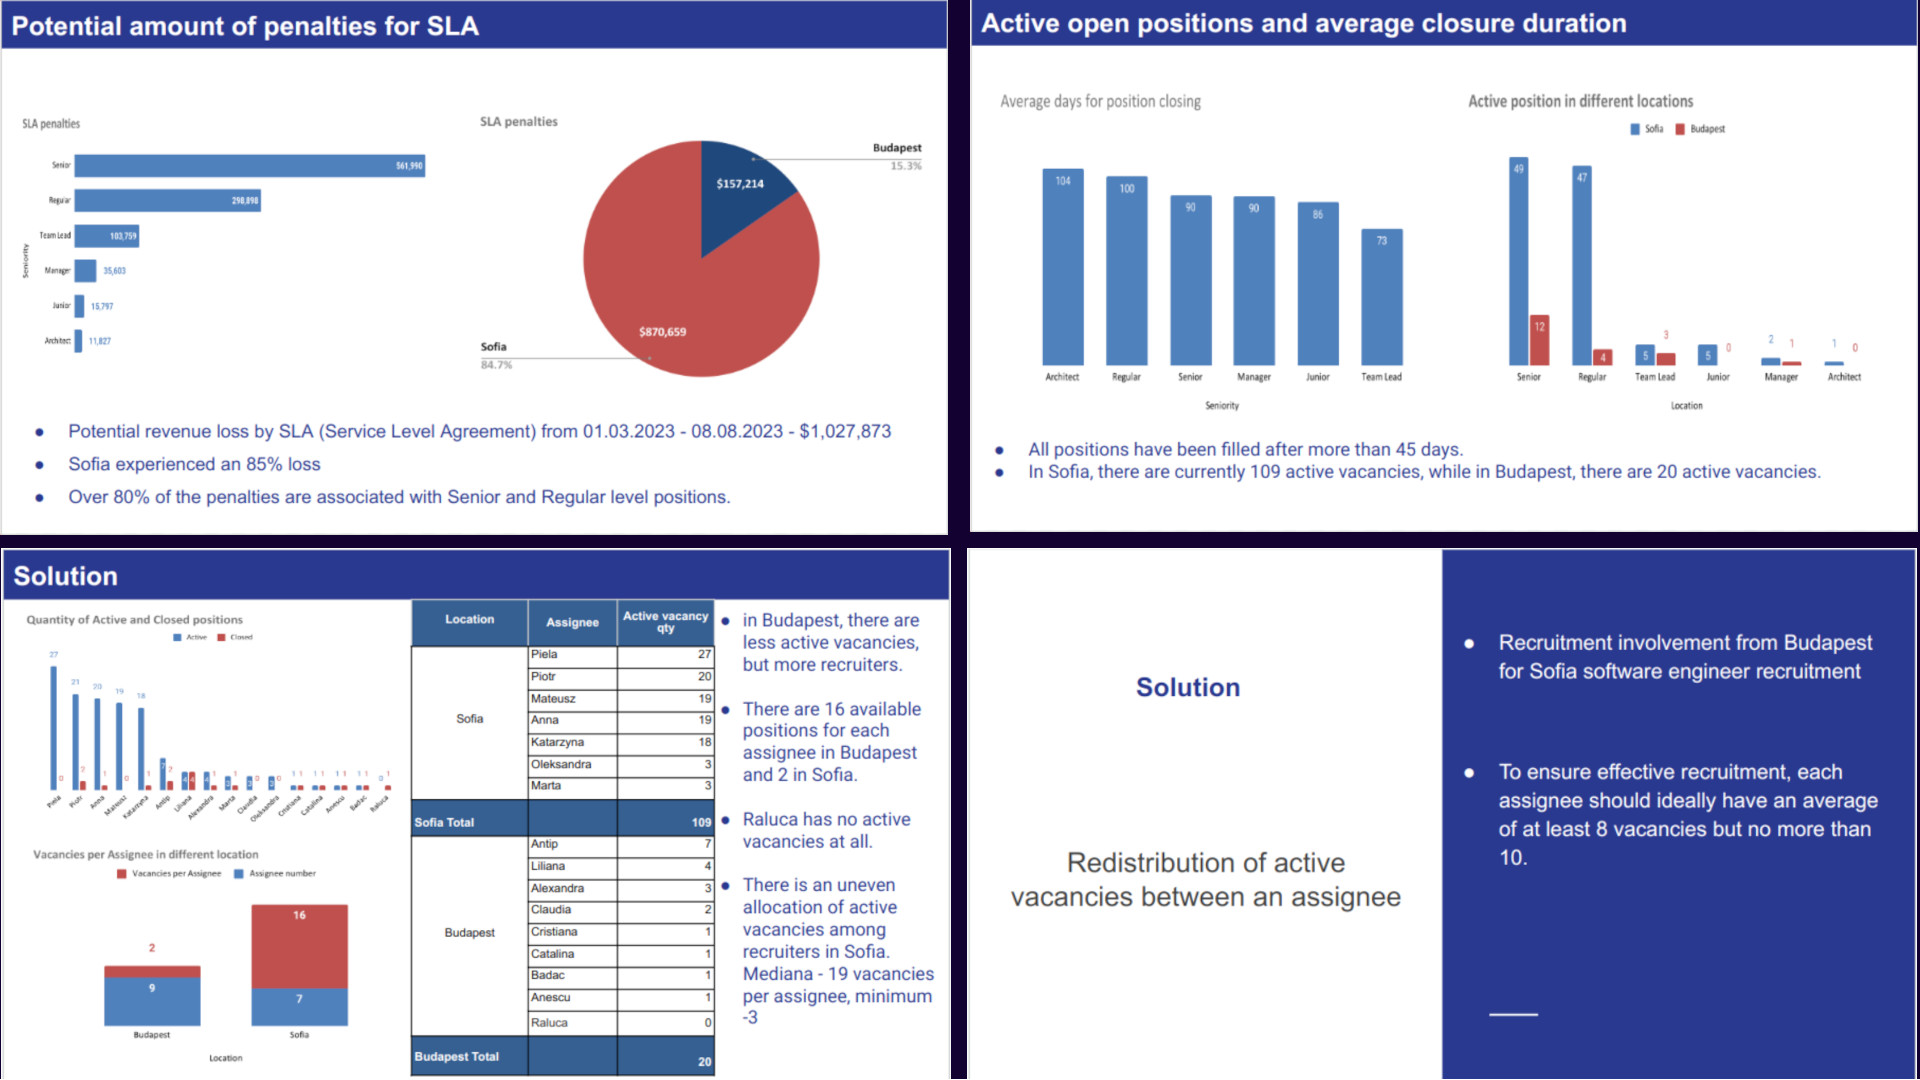 Potential amount of penalties for SLA
SLA penalties
Seniority
Senior 561,990
Regular 298,898
Team Lead 103,759
Manager 35,603
Junior 15,797
Architect 11,827
SLA penalties
Budapest
15.3%
$157,214
$870,659
Sofia
84.7%
● Potential revenue loss by SLA (Service Level Agreement) from 01.03.2023 - 08.08.2023 - $1,027,873
● Sofia experienced an 85% loss
● Over 80% of the penalties are associated with Senior and Regular level positions.
Active open positions and average closure duration
Average days for position closing
104 100 90 90 86 73
Architect Regular Senior Manager Junior Team Lead
Seniority
Active position in different locations
Sofia Budapest
49 12 47 4 5 3 5 0 2 1 1 0
Senior Regular Team Lead Junior Manager Architect
Location
● All positions have been filled after more than 45 days.
● In Sofia, there are currently 109 active vacancies, while in Budapest, there are 20 active vacancies.
Solution
Quantity of Active and Closed positions
Active Closed
27 0 21 2 20 1 19 0 18 1 7 2 4 4 4 1 3 1 3 0 3 0 1 1 1 1 1 1 1 1 0 1
Piela Piotr Anna Mateusz Katarzyna Antip Liliana Alexandra Marta Claudia Oleksandra Cristiana Catalina Anescu Badac Raluca
Vacancies per Assignee in different location
Vacancies per Assignee Assignee number
2 16
9 7
Budapest Sofia
Location
Location Assignee Active vacancy
qty
Piela 27
Piotr 20
Mateusz 19
Sofia Anna 19
Katarzyna 18
Oleksandra 3
Marta 3
Sofia Total 109
Antip 7
Liliana 4
Alexandra 3
Claudia 2
Budapest Cristiana 1
Catalina 1
Badac 1
Anescu 1
Raluca 0
Budapest Total 20
● in Budapest, there are
less active vacancies,
but more recruiters.
● There are 16 available
positions for each
assignee in Budapest
and 2 in Sofia.
● Raluca has no active
vacancies at all.
● There is an uneven
allocation of active
vacancies among
recruiters in Sofia.
Mediana - 19 vacancies
per assignee, minimum
-3
Solution
Redistribution of active
vacancies between an assignee
● Recruitment involvement from Budapest
for Sofia software engineer recruitment
● To ensure effective recruitment, each
assignee should ideally have an average
of at least 8 vacancies but no more than
10.